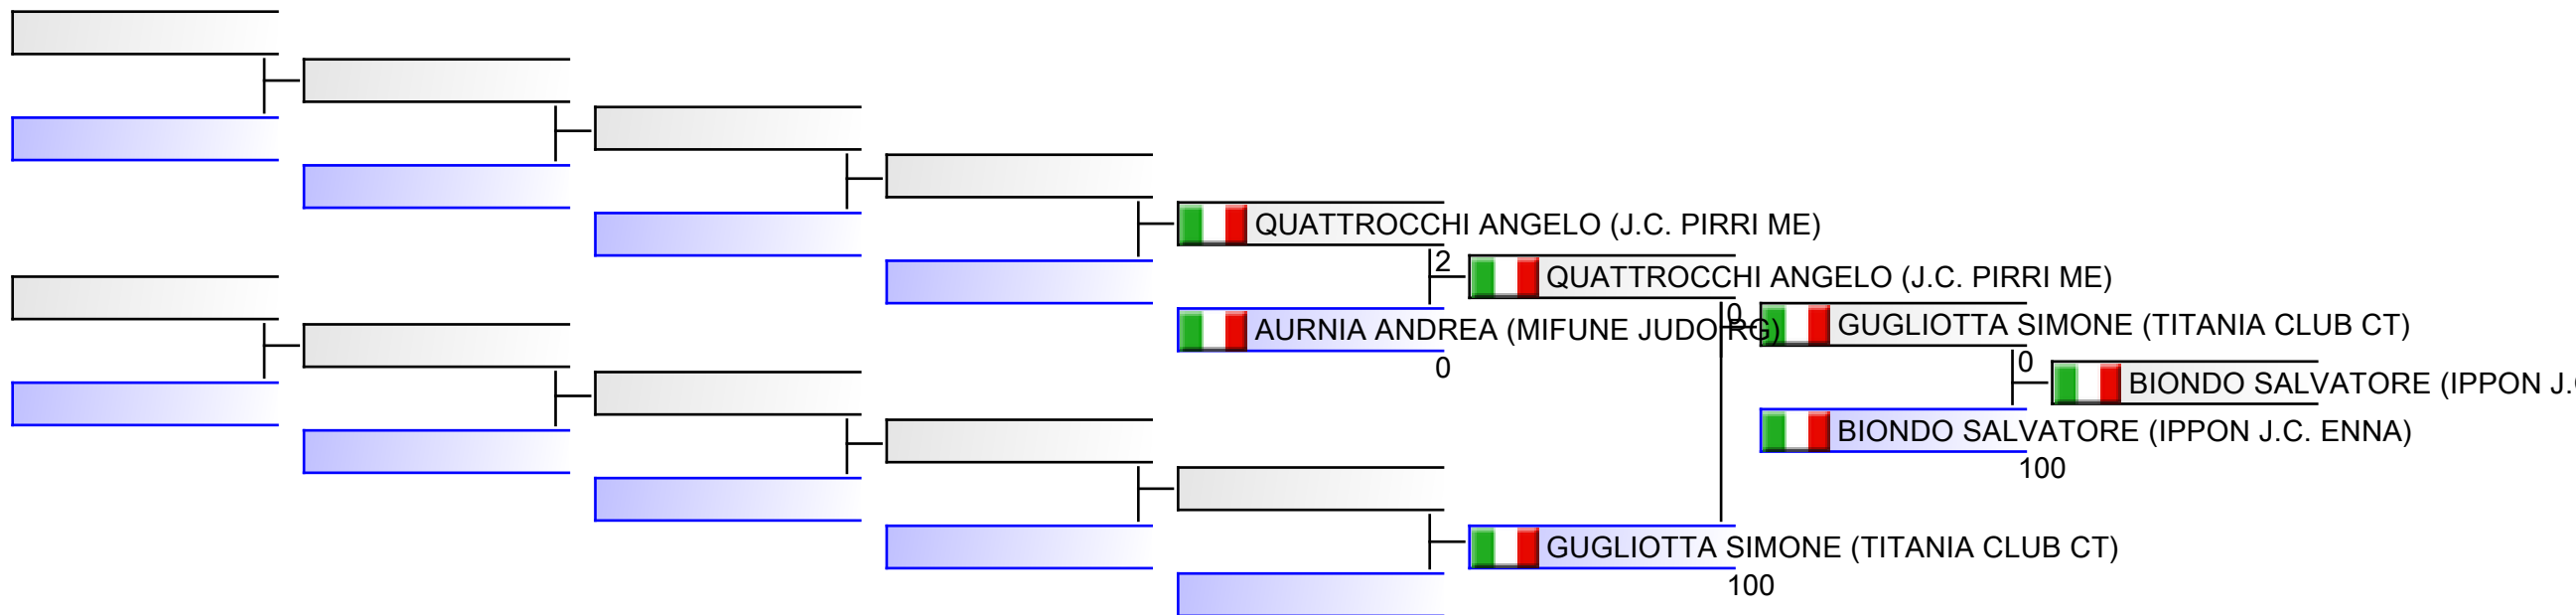 QUATTROCCHI ANGELO (J.C. PIRRI ME)
2
QUATTROCCHI ANGELO (J.C. PIRRI ME)
AURNIA ANDREA (MIFUNE JUDO RG)
0
0
GUGLIOTTA SIMONE (TITANIA CLUB CT)
0
BIONDO SALVATORE (IPPON J.
BIONDO SALVATORE (IPPON J.C. ENNA)
100
GUGLIOTTA SIMONE (TITANIA CLUB CT)
100